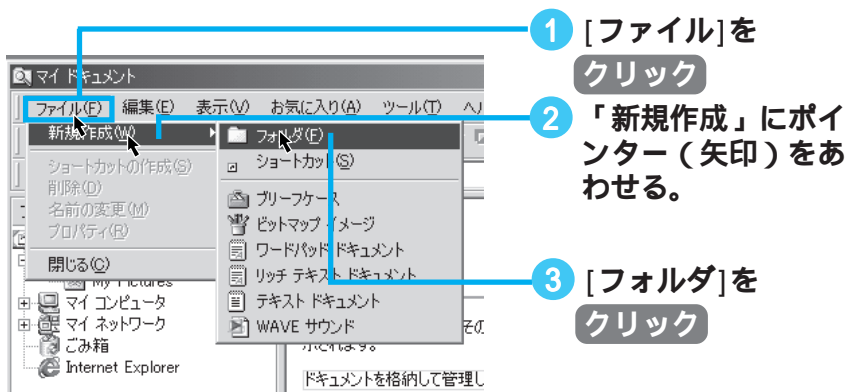 1 [ファイル]を
クリック
2 「新規作成」にポイ
ンター（矢印）をあ
わせる。
3 [フォルダ]を
クリック
マイ ドキュメント
ファイル(F) 編集(E) 表示(V) お気に入り(A) ツール(T)
新規作成(W)
ショートカットの作成(S)
削除(D)
名前の変更(M)
プロパティ(R)
閉じる(C)
フォルダ(F)
ショートカット(S)
ブリーフケース
ビットマップ イメージ
ワードパッド ドキュメント
リッチ テキスト ドキュメント
テキスト ドキュメント
WAVE サウンド
My Pictures
マイ コンピュータ
マイ ネットワーク
ごみ箱
Internet Explorer
その
示されます。
ドキュメントを格納して管理し